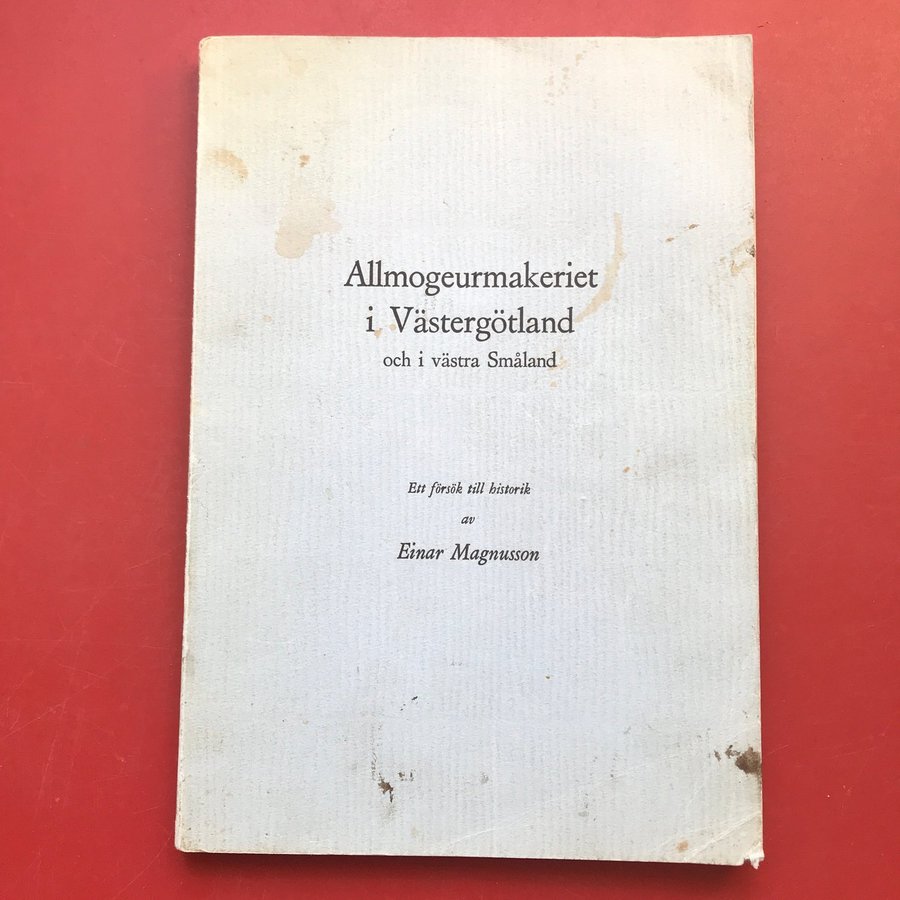 Allmogeurmakeriet
i Västergötland
och i västra Småland
Ett försök till historik
av
Einar Magnusson